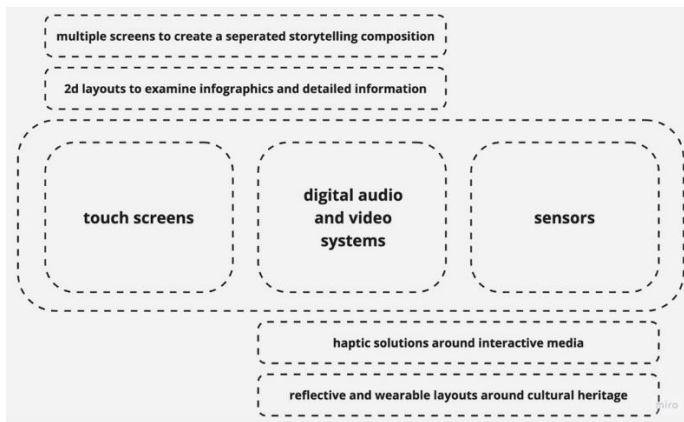 multiple screens to create a seperated storytelling composition
2d layouts to examine infographics and detailed information
touch screens
digital audio
and video
systems
sensors
haptic solutions around interactive media
reflective and wearable layouts around cultural heritage
miro